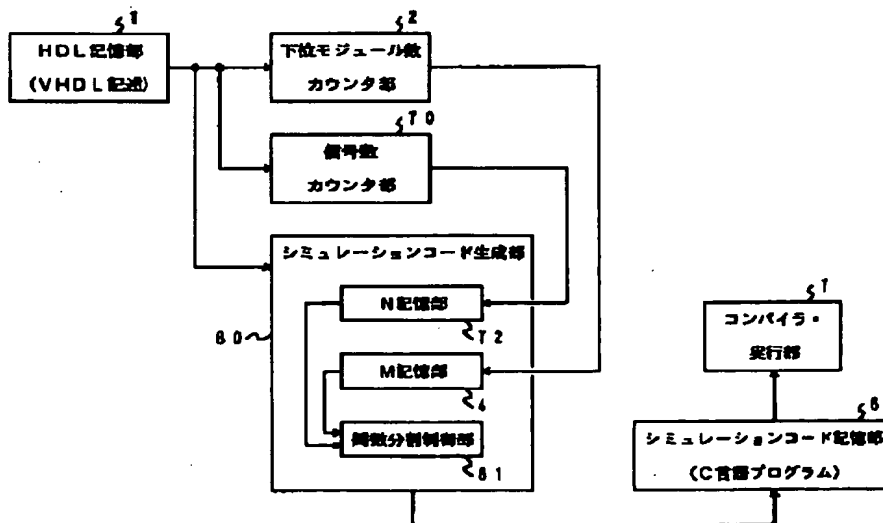 1
HDL記憶部
(VHDL記述)
2
下位モジュール数
カウンタ部
70
信号数
カウンタ部
シミュレーションコード生成部
N記憶部
72
80
M記憶部
4
関数分割制御部
81
7
コンパイラ・
実行部
6
シミュレーションコード記憶部
(C言語プログラム)